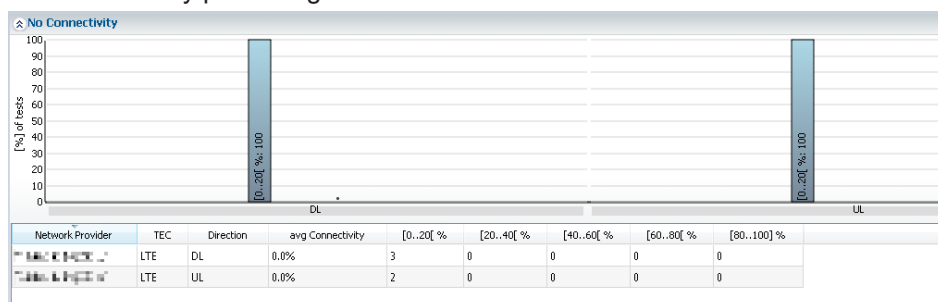 No Connectivity
100
90
80
70
60
50
40
30
20
10
0
[%] of tests
[0..20[ %: 100
[0..20[ %: 100
DL
UL
Network Provider TEC Direction avg Connectivity [0..20[ % [20..40[ % [40..60[ % [60..80[ % [80..100] %
LTE DL 0.0% 3 0 0 0 0
LTE UL 0.0% 2 0 0 0 0